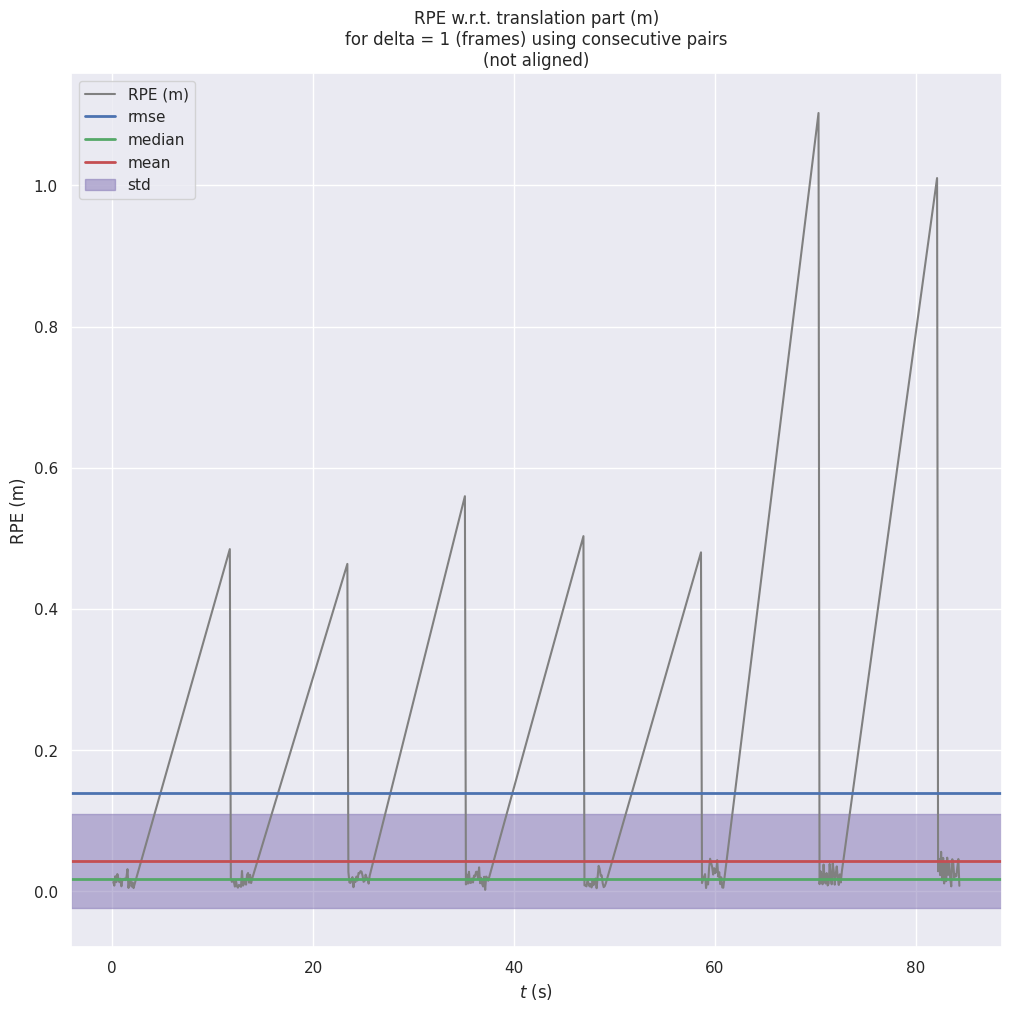 RPE w.r.t. translation part (m)
for delta = 1 (frames) using consecutive pairs
(not aligned)
RPE (m)
rmse
median
mean
std
1.0
0.8
0.6
0.4
0.2
0.0
RPE (m)
0
20
40
60
80
t (s)